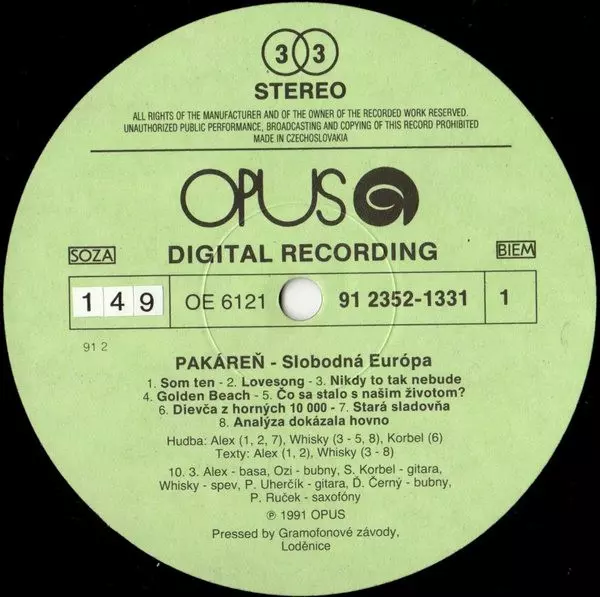 33
STEREO
ALL RIGHTS OF THE MANUFACTURER AND OF THE OWNER OF THE RECORDED WORK RESERVED.
UNAUTHORIZED PUBLIC PERFORMANCE, BROADCASTING AND COPYING OF THIS RECORD PROHIBITED
MADE IN CZECHOSLOVAKIA
OPUS
SOZA DIGITAL RECORDING BIEM
149 OE 6121 91 2352-1331 1
91 2
PAKÁREŇ - Slobodná Európa
1. Som ten - 2. Lovesong - 3. Nikdy to tak nebude
4. Golden Beach - 5. Čo sa stalo s našim životom?
6. Dievča z horných 10 000 - 7. Stará sladovňa
8. Analýza dokázala hovno
Hudba: Alex (1, 2, 7), Whisky (3 - 5, 8), Korbel (6)
Texty: Alex (1, 2), Whisky (3 - 8)
10. 3. Alex - basa, Ozi - bubny, S. Korbel - gitara,
Whisky - spev, P. Uherčík - gitara, Ď. Černý - bubny,
P. Ruček - saxofóny
℗ 1991 OPUS
Pressed by Gramofonové závody,
Loděnice